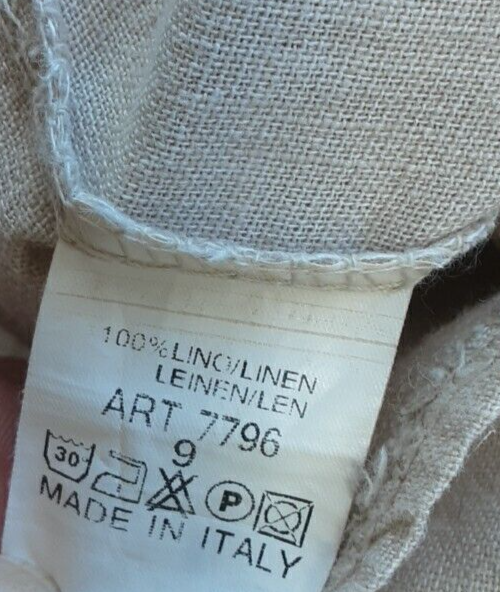 100% LINO/LINEN
LEINEN/LEN
ART 7796
9
30 P
MADE IN ITALY